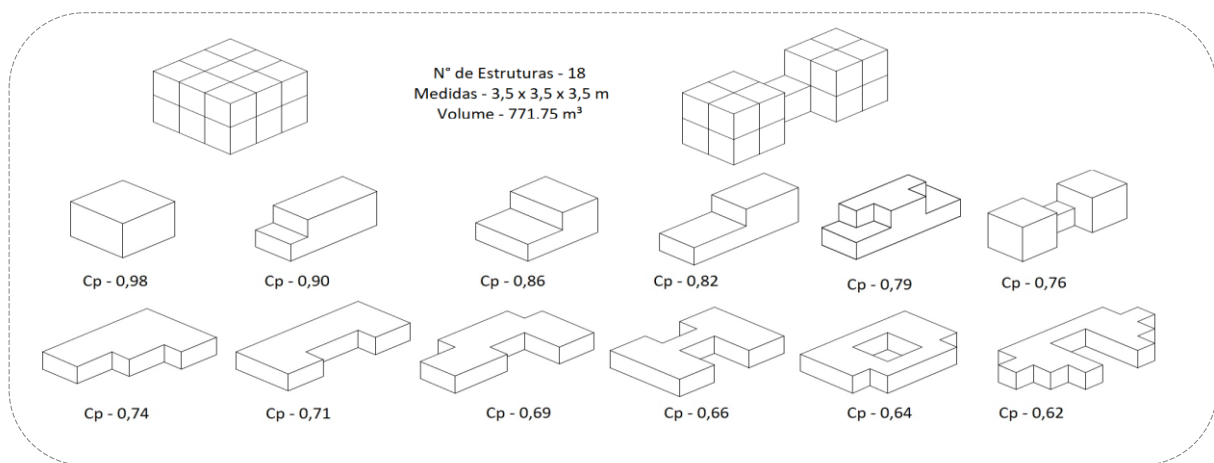 N° de Estruturas - 18
Medidas - 3,5 x 3,5 x 3,5 m
Volume - 771.75 m³
Cp - 0,98
Cp - 0,90
Cp - 0,86
Cp - 0,82
Cp - 0,79
Cp - 0,76
Cp - 0,74
Cp - 0,71
Cp - 0,69
Cp - 0,66
Cp - 0,64
Cp - 0,62